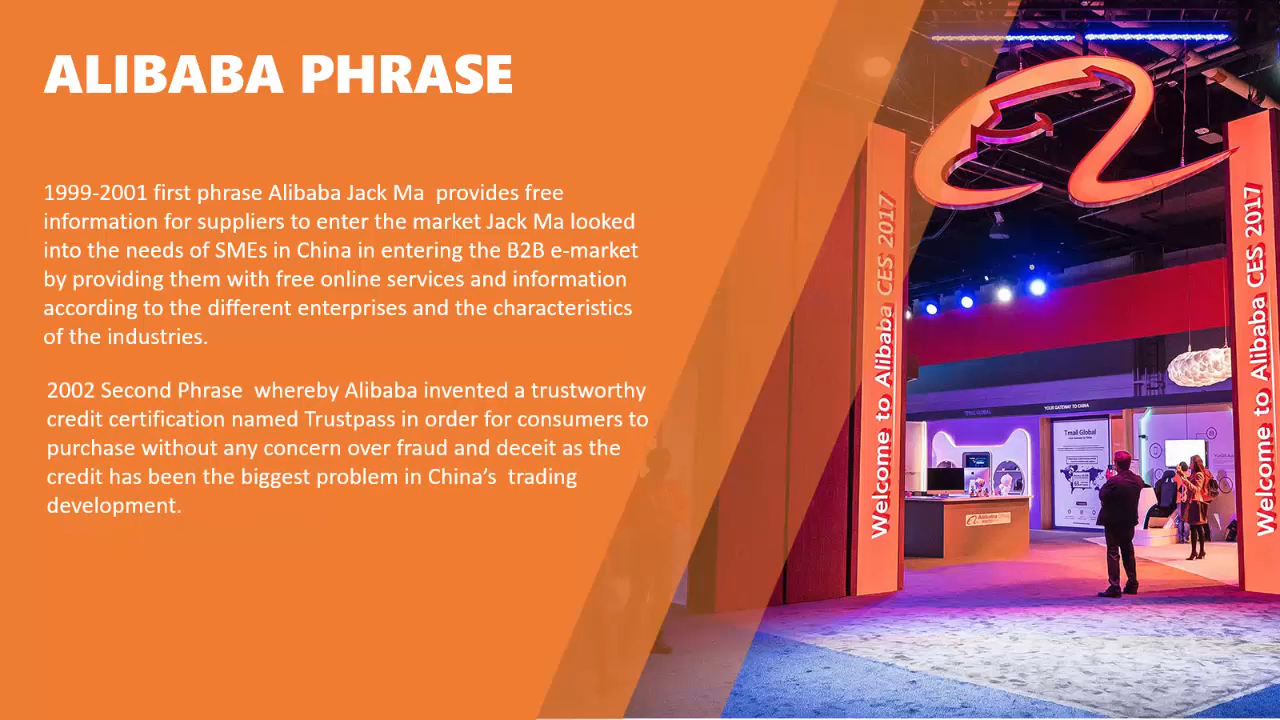 ALIBABA PHRASE
1999-2001 first phrase Alibaba Jack Ma provides free
information for suppliers to enter the market Jack Ma looked
into the needs of SMEs in China in entering the B2B e-market
by providing them with free online services and information
according to the different enterprises and the characteristics
of the industries.
2002 Second Phrase whereby Alibaba invented a trustworthy
credit certification named Trustpass in order for consumers to
purchase without any concern over fraud and deceit as the
credit has been the biggest problem in China's trading
development.
Welcome to Alibaba CES 2017
TMALL GLOBAL
YOUR GATEWAY TO CHINA
Tmall Global
Welcome to Alibaba CES 2017